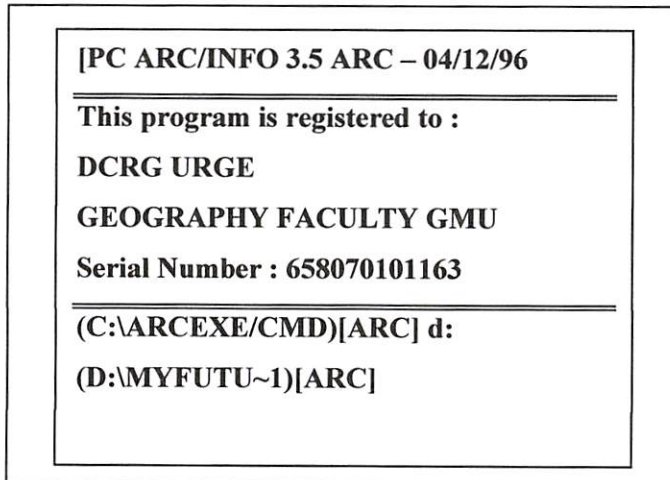 [PC ARC/INFO 3.5 ARC – 04/12/96
This program is registered to :
DCRG URGE
GEOGRAPHY FACULTY GMU
Serial Number : 658070101163
(C:\ARCEXE/CMD)[ARC] d:
(D:\MYFUTU~1)[ARC]